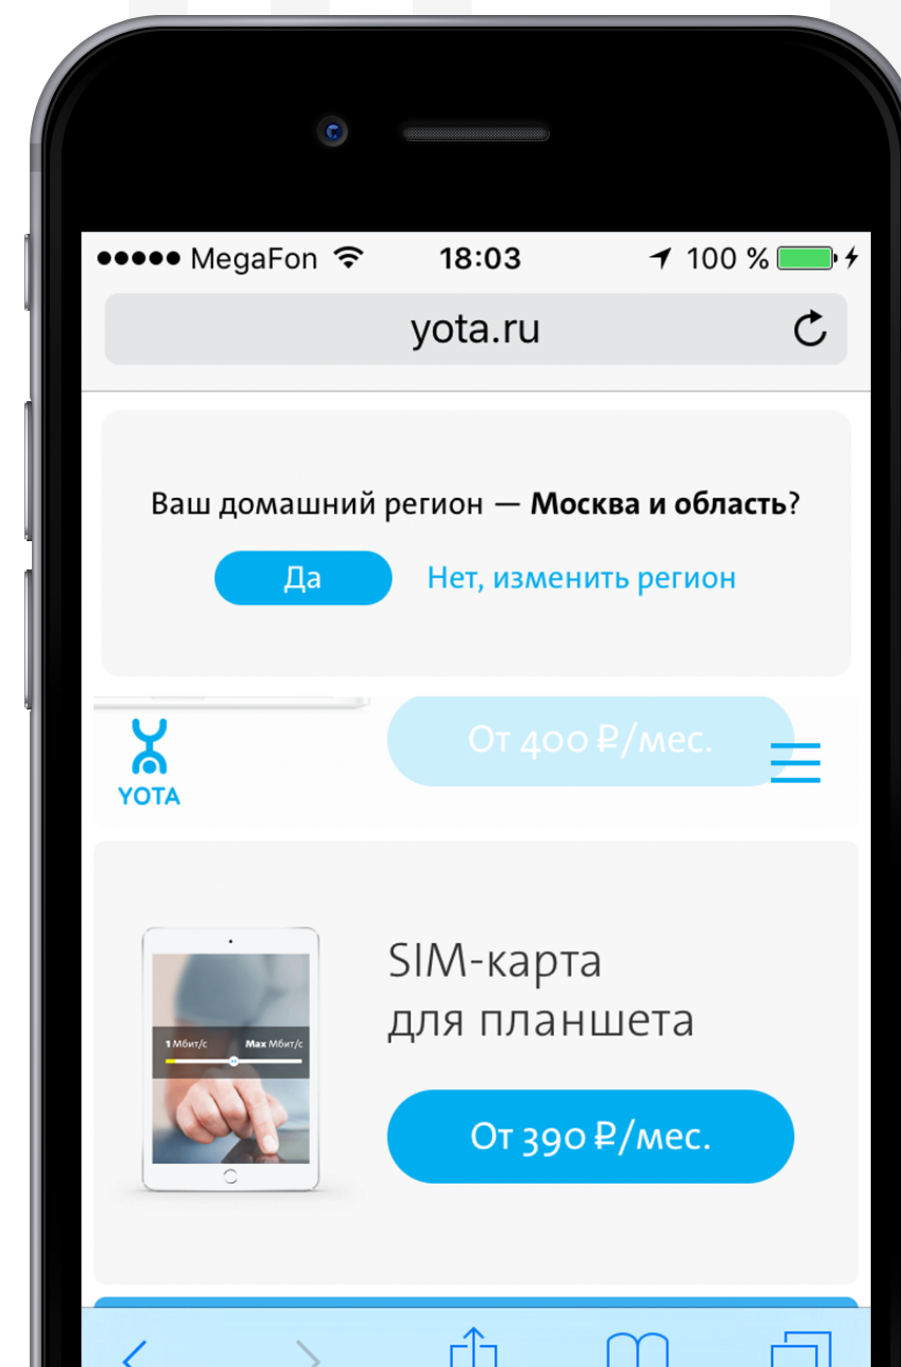 ●●●●● MegaFon 18:03 100 %
yota.ru
Ваш домашний регион — Москва и область?
Да Нет, изменить регион
От 400 ₽/мес.
YOTA
SIM-карта
для планшета
1 Мбит/с Max Мбит/с
От 390 ₽/мес.